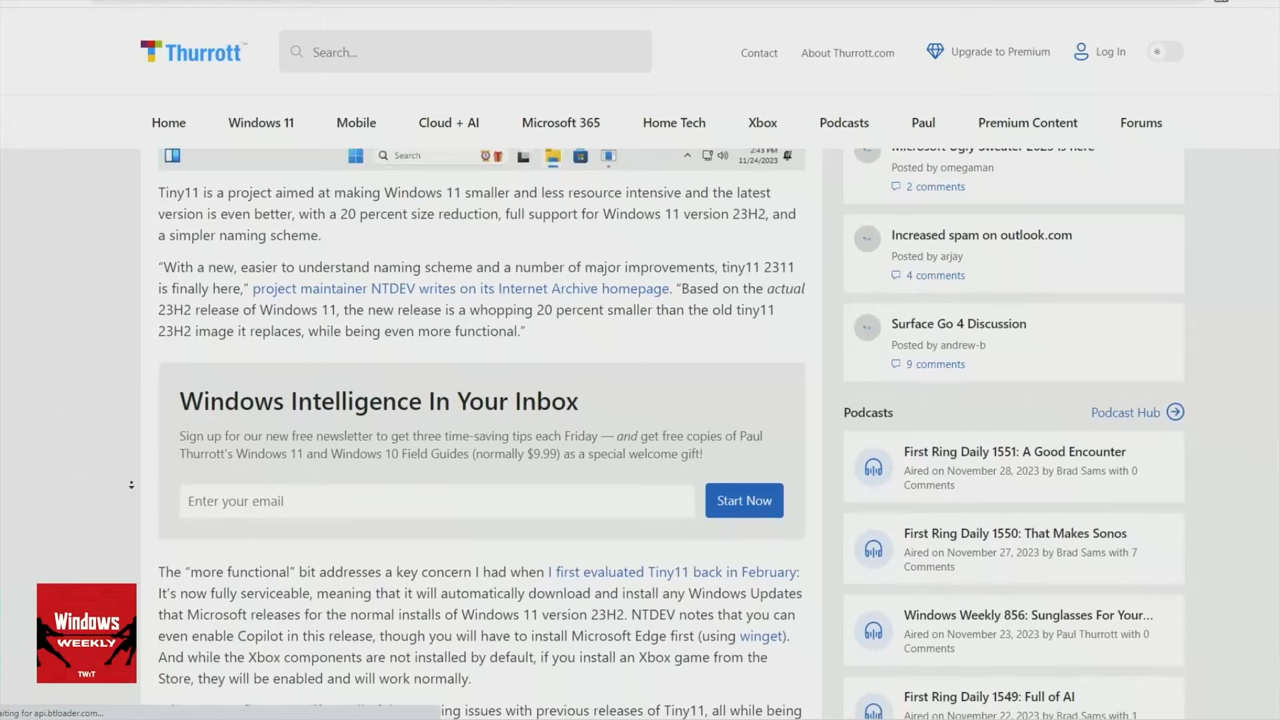 Thurrott
Search...
Contact
About Thurrott.com
Upgrade to Premium
Log In
Home
Windows 11
Mobile
Cloud + AI
Microsoft 365
Home Tech
Xbox
Podcasts
Paul
Premium Content
Forums
Search
2:43 PM
11/24/2023
Tiny11 is a project aimed at making Windows 11 smaller and less resource intensive and the latest
version is even better, with a 20 percent size reduction, full support for Windows 11 version 23H2, and
a simpler naming scheme.
“With a new, easier to understand naming scheme and a number of major improvements, tiny11 2311
is finally here,” project maintainer NTDEV writes on its Internet Archive homepage. “Based on the actual
23H2 release of Windows 11, the new release is a whopping 20 percent smaller than the old tiny11
23H2 image it replaces, while being even more functional.”
Windows Intelligence In Your Inbox
Sign up for our new free newsletter to get three time-saving tips each Friday — and get free copies of Paul
Thurrott's Windows 11 and Windows 10 Field Guides (normally $9.99) as a special welcome gift!
Enter your email
Start Now
The “more functional” bit addresses a key concern I had when I first evaluated Tiny11 back in February:
It's now fully serviceable, meaning that it will automatically download and install any Windows Updates
that Microsoft releases for the normal installs of Windows 11 version 23H2. NTDEV notes that you can
even enable Copilot in this release, though you will have to install Microsoft Edge first (using winget).
And while the Xbox components are not installed by default, if you install an Xbox game from the
Store, they will be enabled and will work normally.
ing issues with previous releases of Tiny11, all while being
Microsoft Ugly Sweater 2023 is here
Posted by omegaman
2 comments
Increased spam on outlook.com
Posted by arjay
4 comments
Surface Go 4 Discussion
Posted by andrew-b
9 comments
Podcasts
Podcast Hub
First Ring Daily 1551: A Good Encounter
Aired on November 28, 2023 by Brad Sams with 0
Comments
First Ring Daily 1550: That Makes Sonos
Aired on November 27, 2023 by Brad Sams with 7
Comments
Windows Weekly 856: Sunglasses For Your...
Aired on November 23, 2023 by Paul Thurrott with 0
Comments
First Ring Daily 1549: Full of AI
Aired on November 22, 2023 by Brad Sams with 1
Windows
WEEKLY
TWiT
aiting for api.btloader.com...